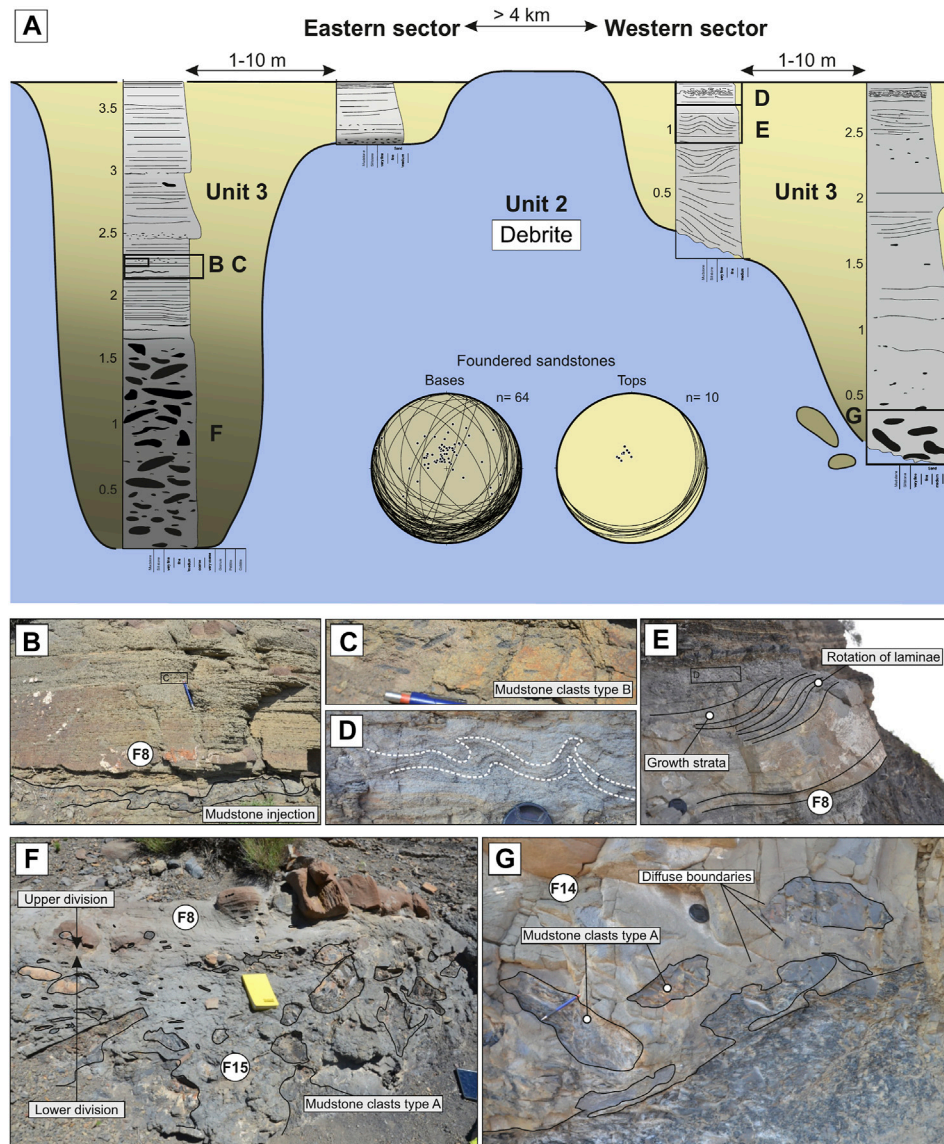 A
Eastern sector
> 4 km
Western sector
1-10 m
1-10 m
3.5
3
2.5
2
1.5
1
0.5
Unit 3
B C
F
Unit 2
Debrite
1
0.5
D
E
Unit 3
2.5
2
1.5
1
0.5
G
Foundered sandstones
Bases
n= 64
Tops
n= 10
B
C
F8
Mudstone injection
C
Mudstone clasts type B
D
E
D
Rotation of laminae
Growth strata
F8
F
Upper division
F8
F15
Lower division
Mudstone clasts type A
G
F14
Diffuse boundaries
Mudstone clasts type A